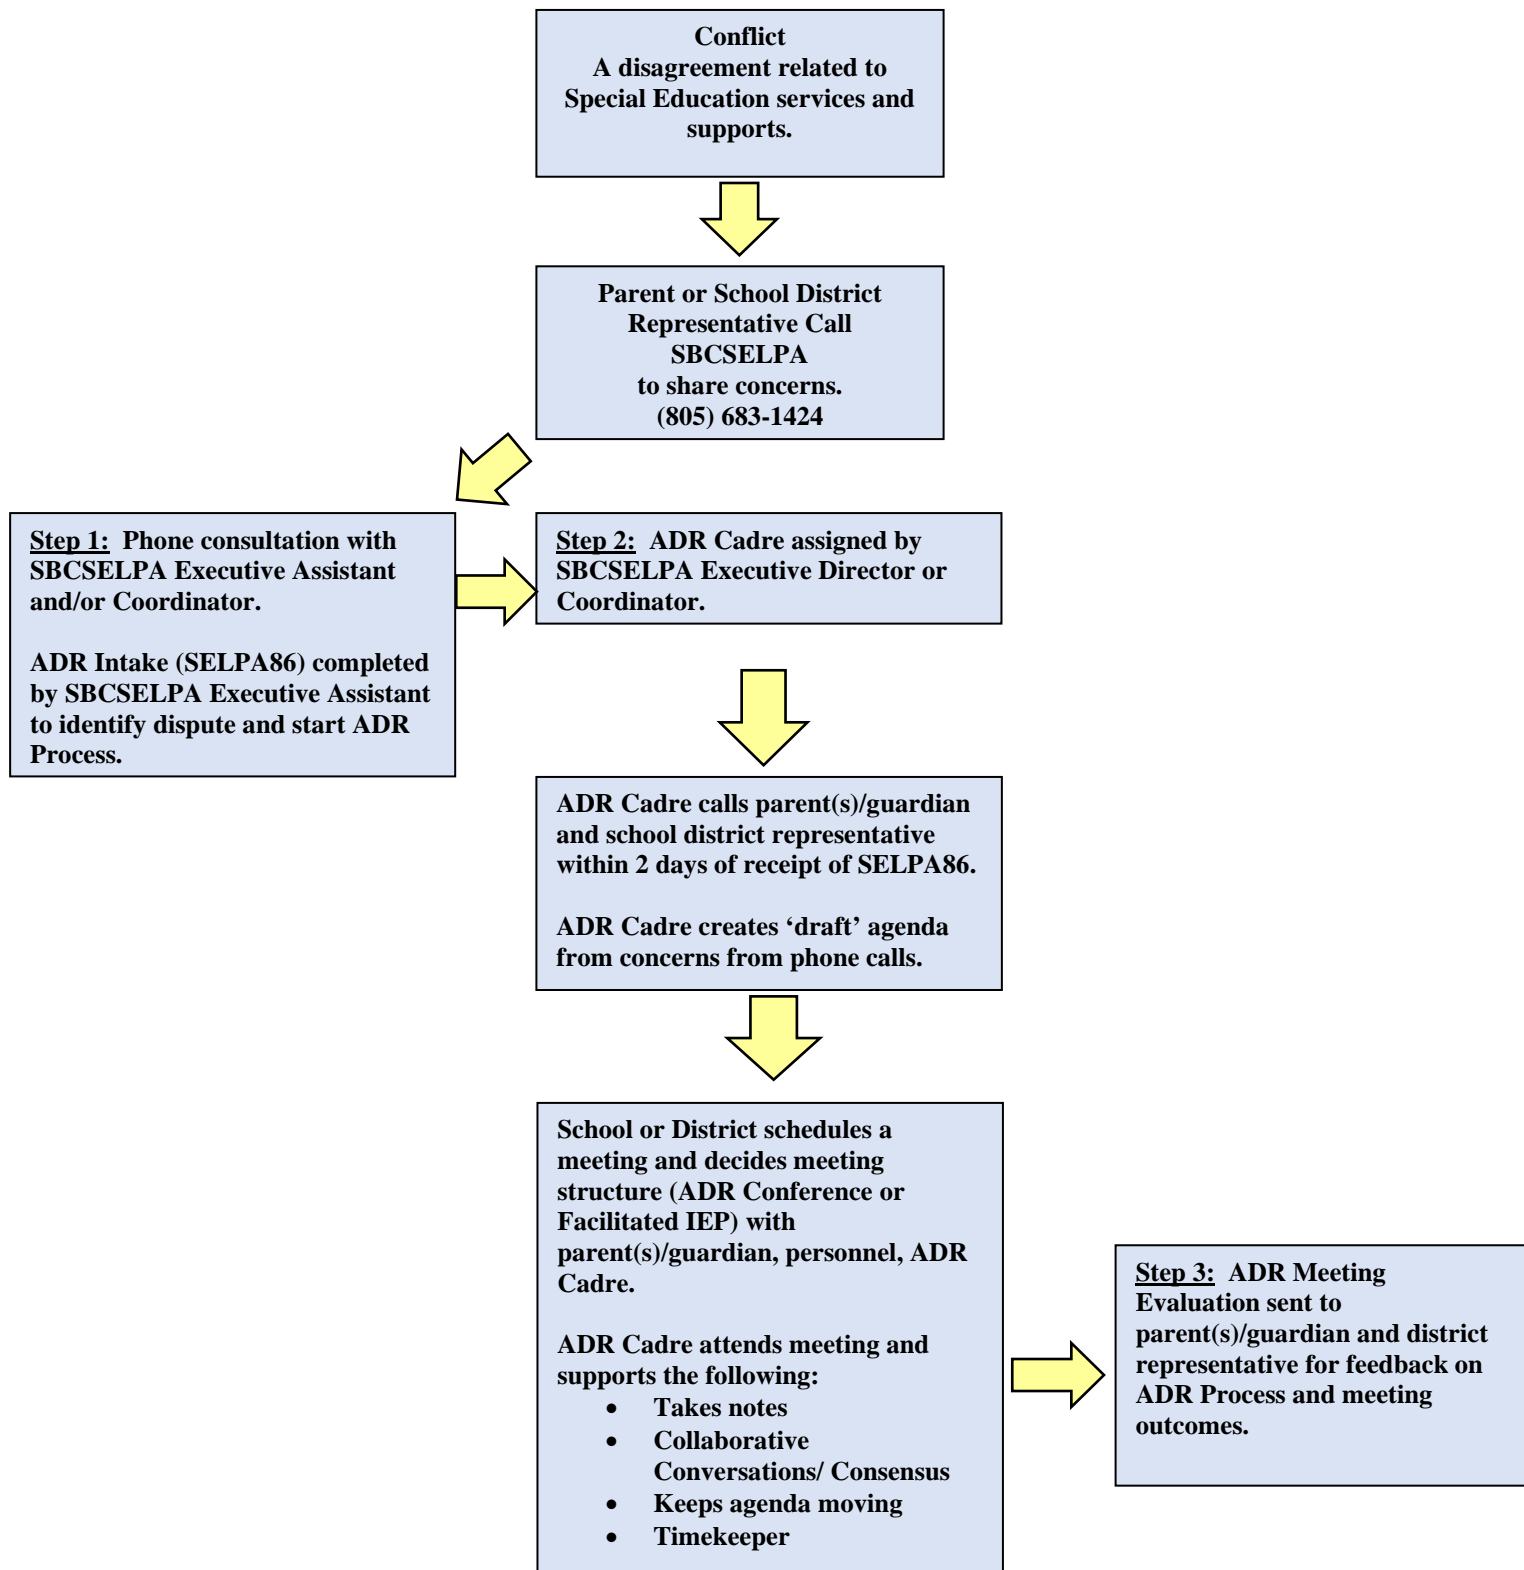 Conflict
A disagreement related to
Special Education services and
supports.
Parent or School District
Representative Call
SBCSELPA
to share concerns.
(805) 683-1424
Step 1:  Phone consultation with
SBCSELPA Executive Assistant
and/or Coordinator.
ADR Intake (SELPA86) completed
by SBCSELPA Executive Assistant
to identify dispute and start ADR
Process.
Step 2:  ADR Cadre assigned by
SBCSELPA Executive Director or
Coordinator.
ADR Cadre calls parent(s)/guardian
and school district representative
within 2 days of receipt of SELPA86.
ADR Cadre creates ‘draft’ agenda
from concerns from phone calls.
School or District schedules a
meeting and decides meeting
structure (ADR Conference or
Facilitated IEP) with
parent(s)/guardian, personnel, ADR
Cadre.
ADR Cadre attends meeting and
supports the following:
• Takes notes
• Collaborative
Conversations/ Consensus
• Keeps agenda moving
• Timekeeper
Step 3:  ADR Meeting
Evaluation sent to
parent(s)/guardian and district
representative for feedback on
ADR Process and meeting
outcomes.